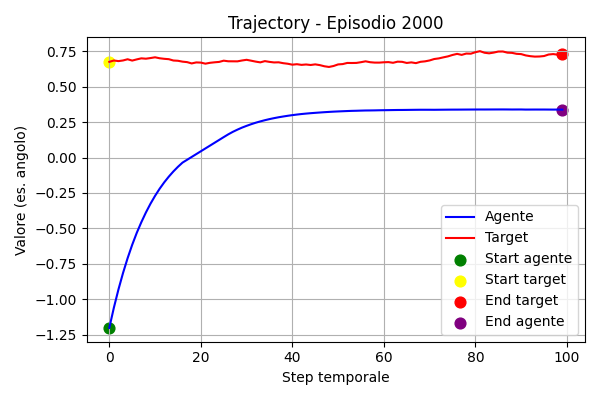 Trajectory - Episodio 2000
Valore (es. angolo)
0.75
0.50
0.25
0.00
−0.25
−0.50
−0.75
−1.00
−1.25
Agente
Target
Start agente
Start target
End target
End agente
0 20 40 60 80 100
Step temporale